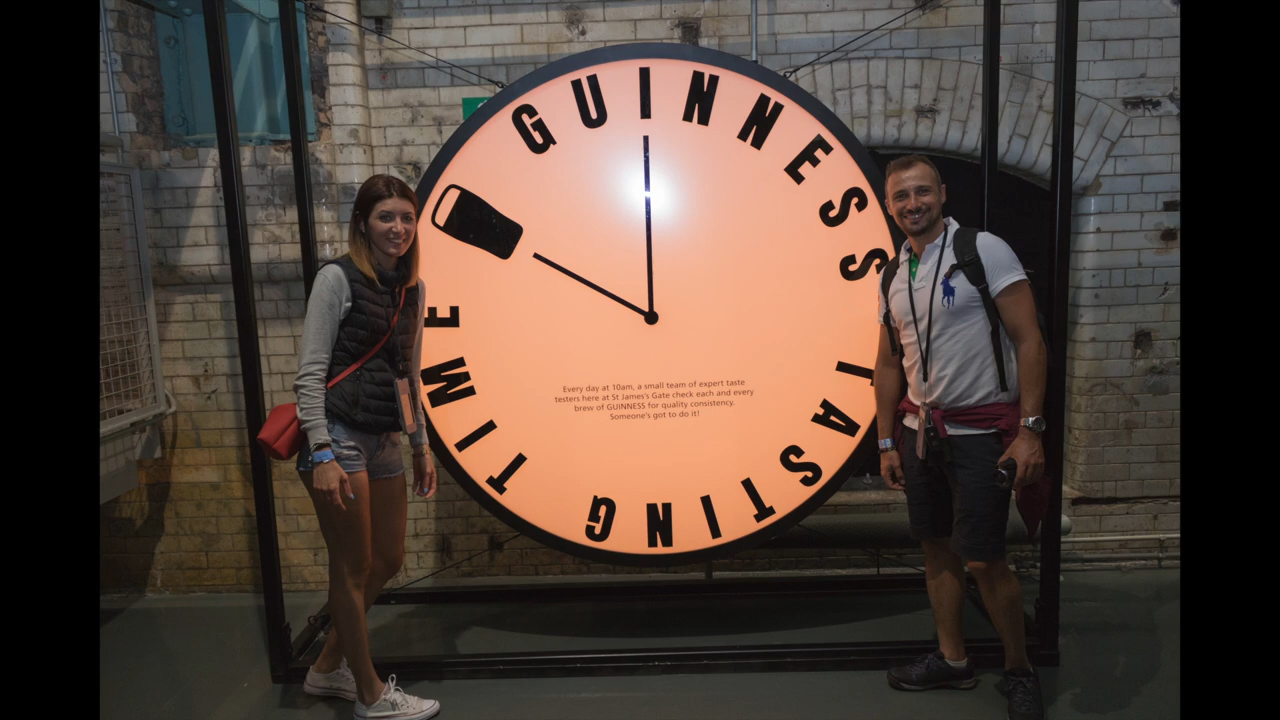 GUINNESS
TASTING
TIME
Every day at 10am, a small team of expert taste
testers here at St James's Gate check each and every
brew of GUINNESS for quality consistency.
Someone's got to do it!